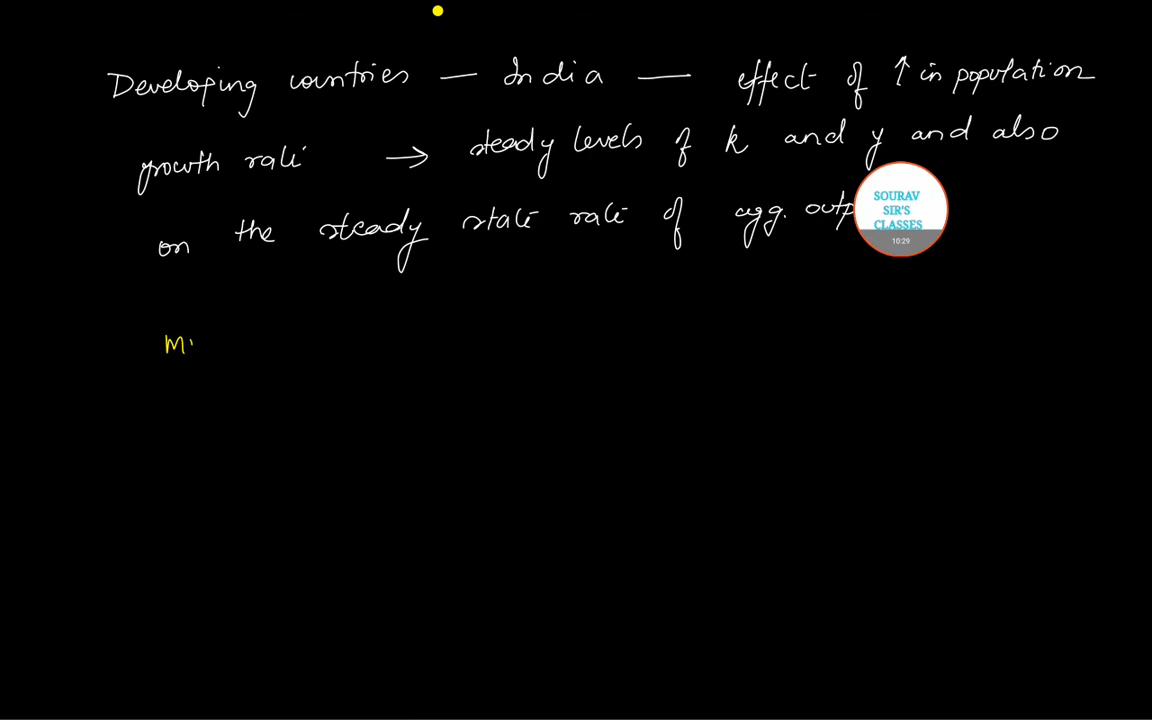 Developing countries — India — effect of ↑ in population
growth rate → steady levels of k and y and also
on the steady state rate of agg. outp
SOURAV
SIR'S
CLASSES
10:29
M